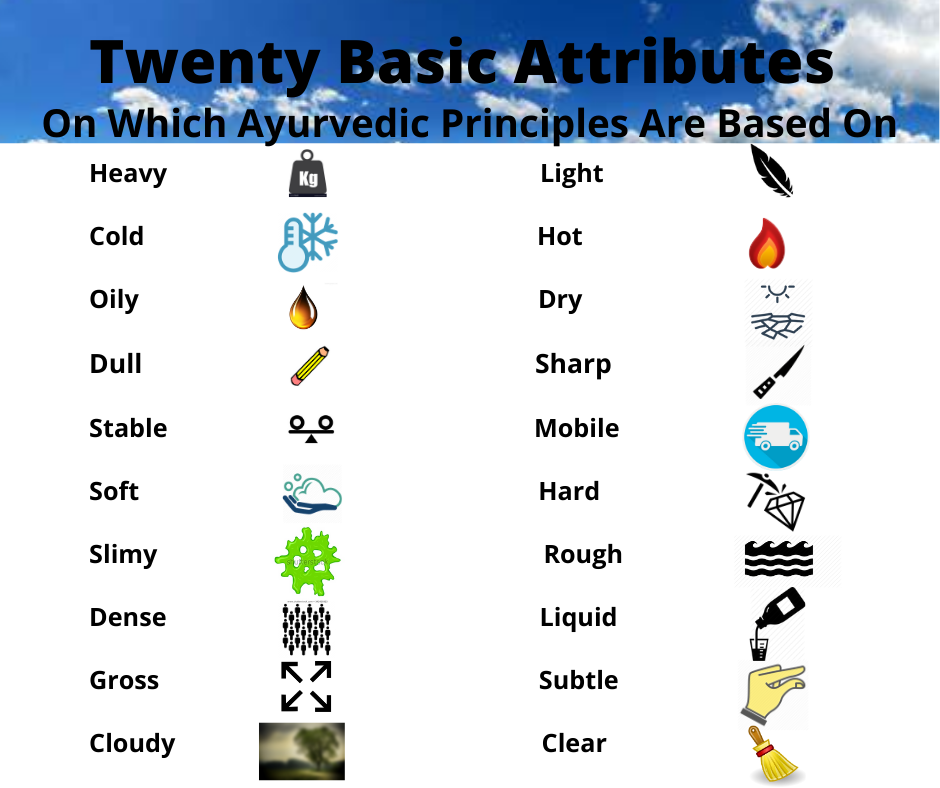 Twenty Basic Attributes
On Which Ayurvedic Principles Are Based On
Heavy Kg Light
Cold Hot
Oily Dry
Dull Sharp
Stable Mobile
Soft Hard
Slimy Rough
Dense Liquid
Gross Subtle
Cloudy Clear